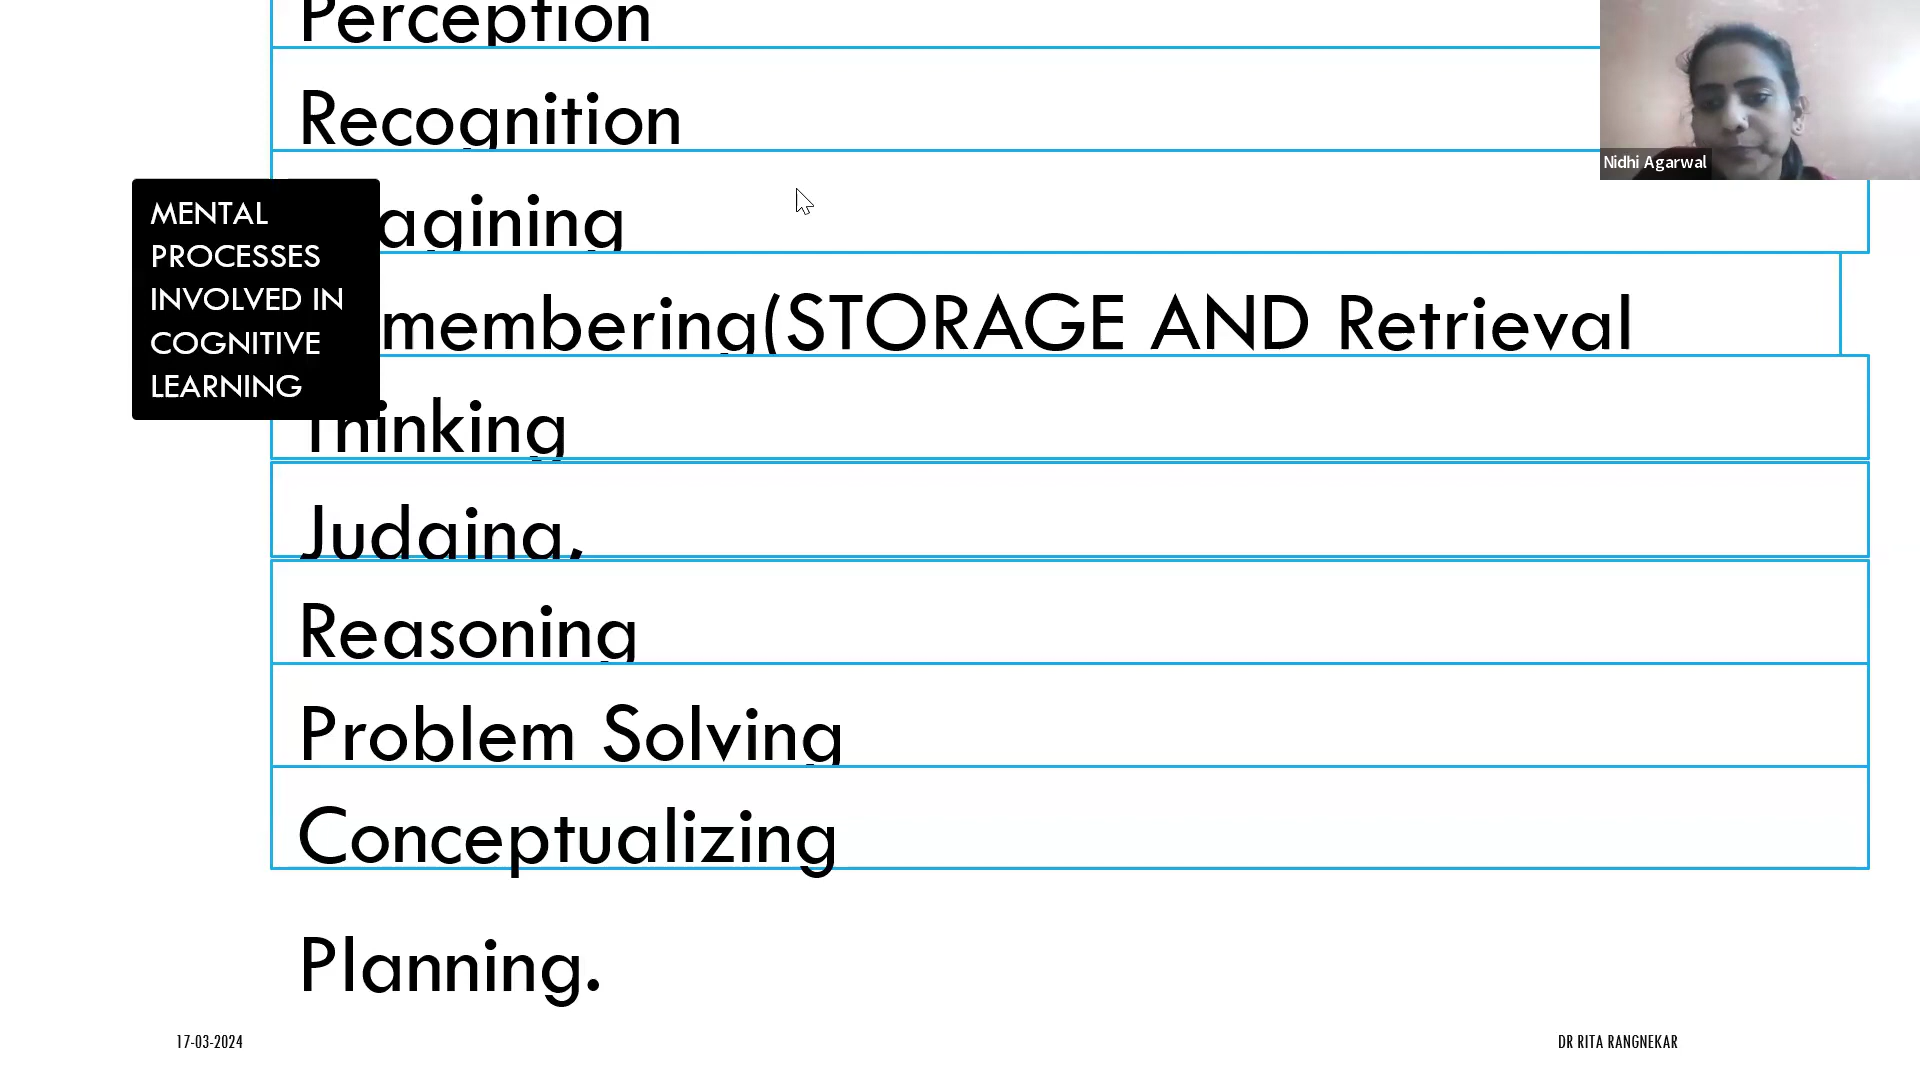 Perception
Recognition
agining
membering(STORAGE AND Retrieval
Thinking
Judging,
Reasoning
Problem Solving
Conceptualizing
Planning.
MENTAL
PROCESSES
INVOLVED IN
COGNITIVE
LEARNING
Nidhi Agarwal
17-03-2024
DR RITA RANGNEKAR